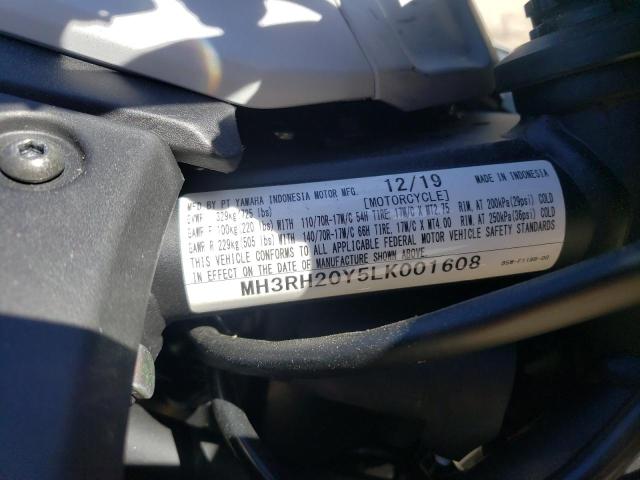 MFD BY PT YAMAHA INDONESIA MOTOR MFG. 12/19 MADE IN INDONESIA
GVWR 329kg(725 lbs) [MOTORCYCLE]
GAWR F 100kg(220 lbs) WITH 110/70R-17M/C 54H TIRE, 17M/C X MT2.75 RIM, AT 200kPa(29psi) COLD
GAWR R 229kg(505 lbs) WITH 140/70R-17M/C 66H TIRE, 17M/C X MT4.00 RIM, AT 250kPa(36psi) COLD
THIS VEHICLE CONFORMS TO ALL APPLICABLE FEDERAL MOTOR VEHICLE SAFETY STANDARDS
IN EFFECT ON THE DATE OF MANUFACTURE SHOWN ABOVE.
MH3RH20Y5LK001608